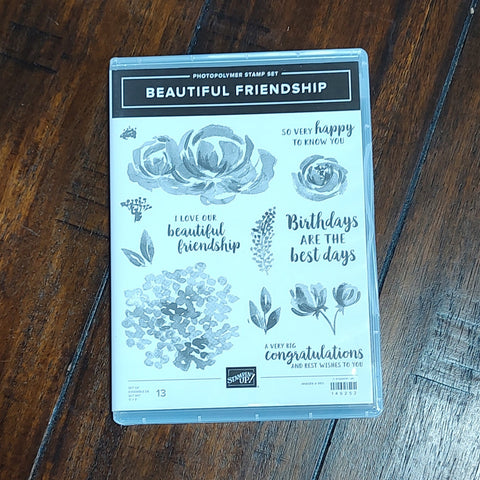 PHOTOPOLYMER STAMP SET
BEAUTIFUL FRIENDSHIP
SO VERY happy
TO KNOW YOU
I LOVE OUR
beautiful
friendship
Birthdays
ARE THE
best days
A VERY BIG
congratulations
AND BEST WISHES TO YOU
STAMPIN' UP!
13